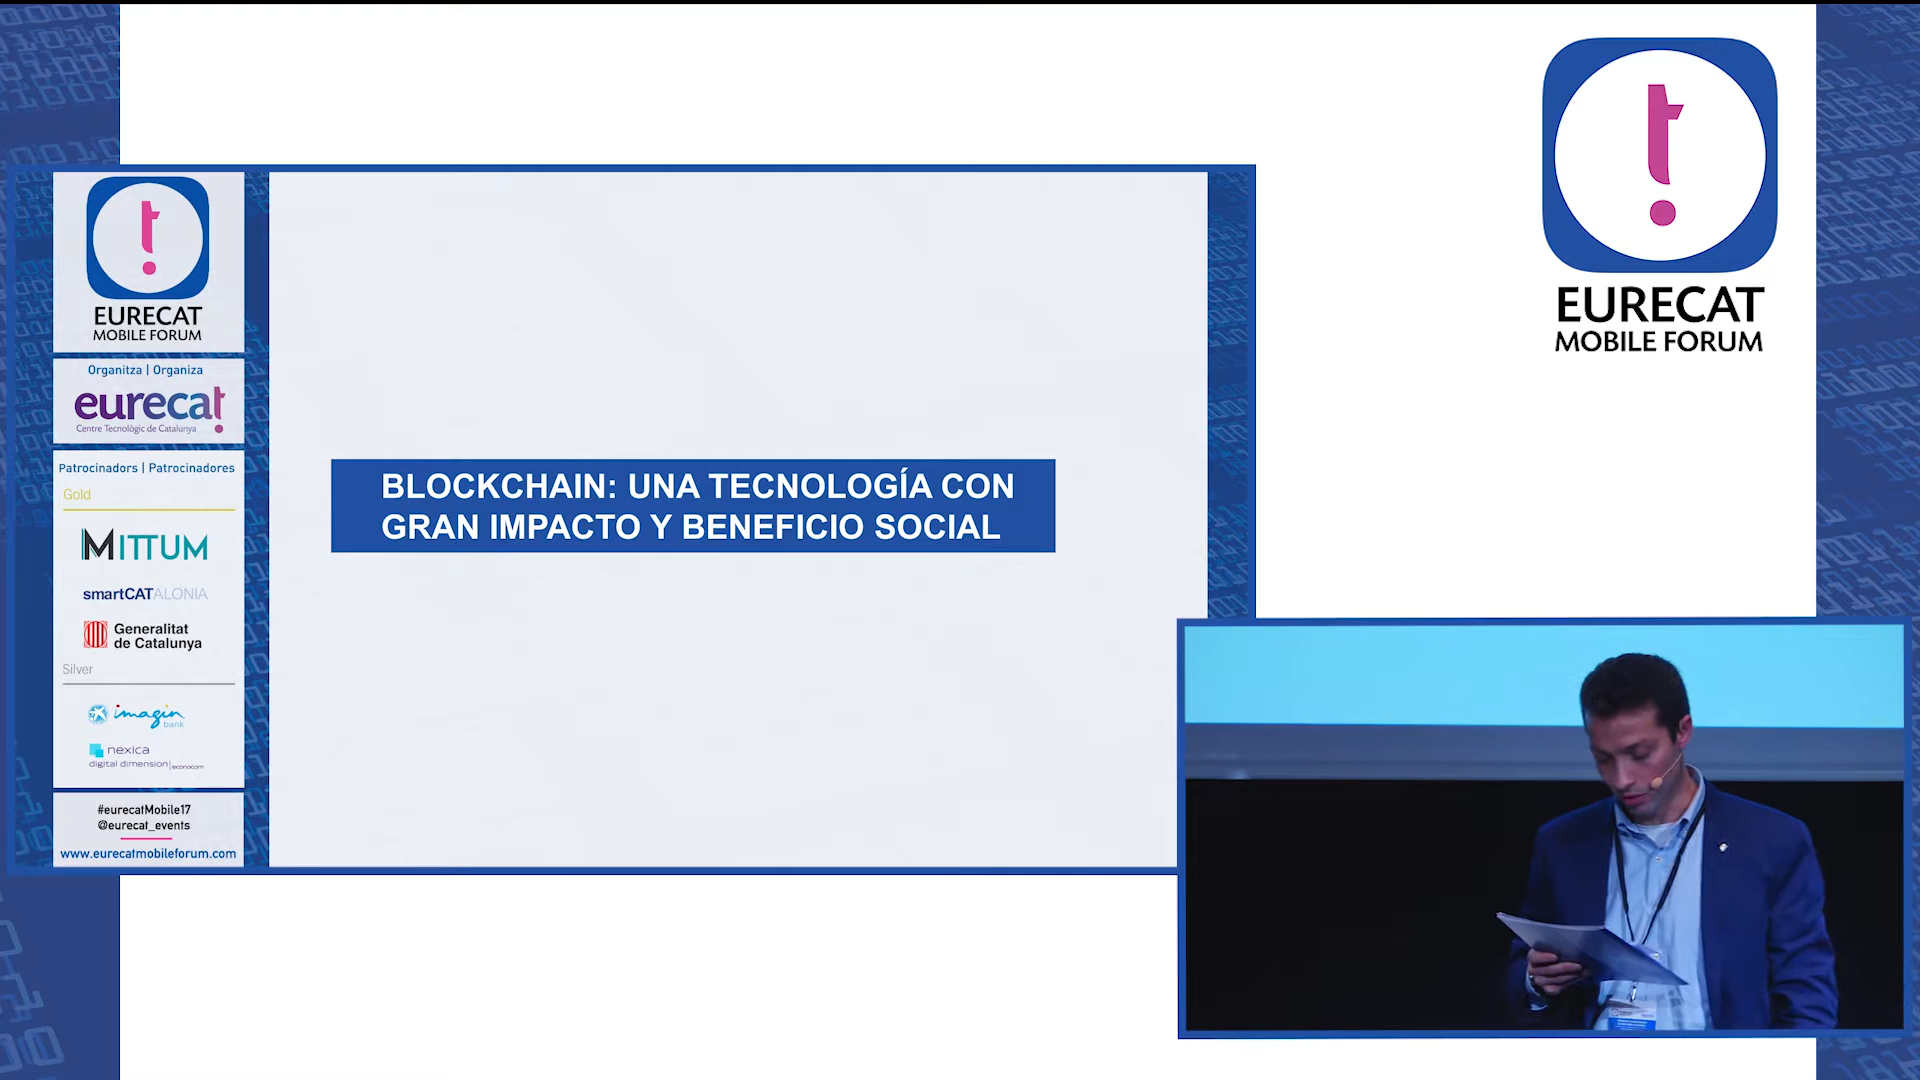 EURECAT
MOBILE FORUM
Organitza | Organiza
eurecat
Centre Tecnològic de Catalunya
Patrocinadors | Patrocinadores
Gold
MITTUM
smartCATALONIA
Generalitat
de Catalunya
Silver
imagin
bank
nexica
digital dimension | econocom
#eurecatMobile17
@eurecat_events
www.eurecatmobileforum.com
BLOCKCHAIN: UNA TECNOLOGÍA CON
GRAN IMPACTO Y BENEFICIO SOCIAL
EURECAT
MOBILE FORUM